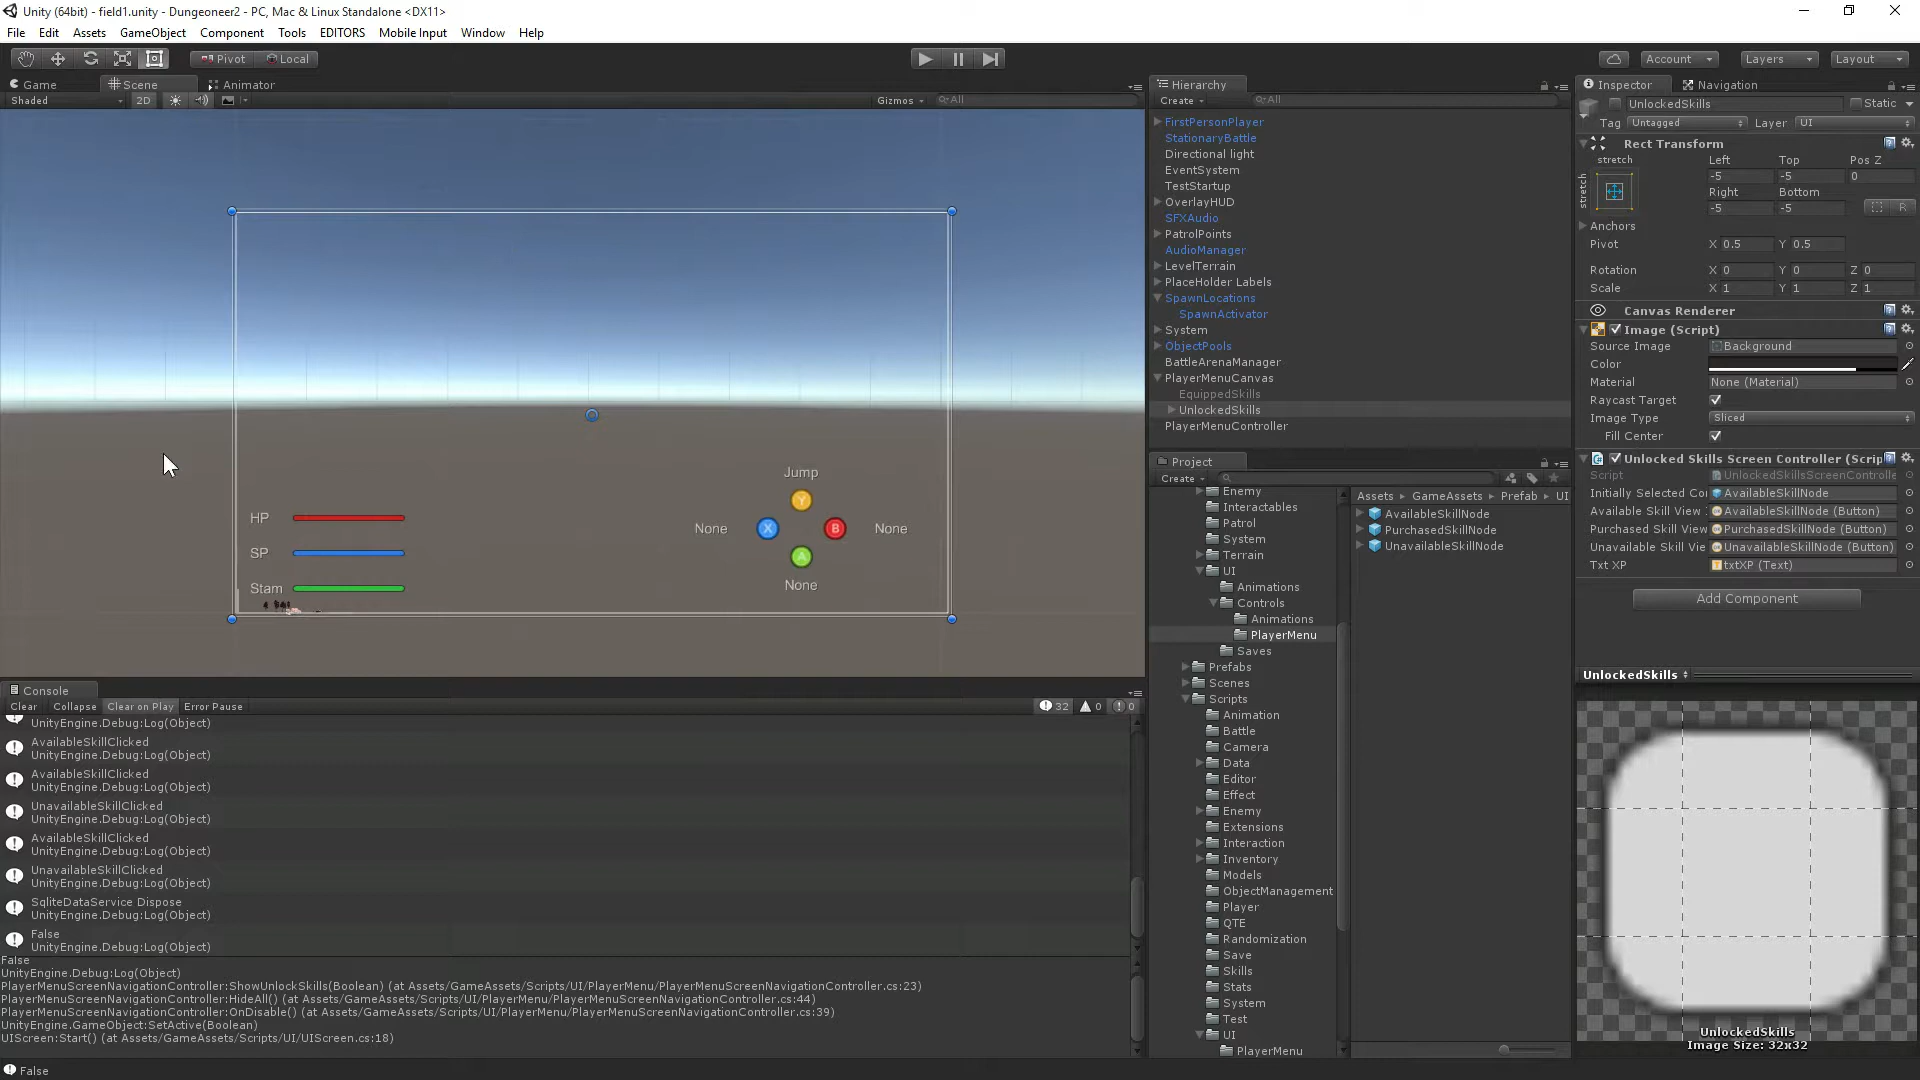 Unity (64bit) - field1.unity - Dungeoneer2 - PC, Mac & Linux Standalone <DX11>
File Edit Assets GameObject Component Tools EDITORS Mobile Input Window Help
Pivot Local Account Layers Layout
Game Scene Animator
Shaded 2D Gizmos All
Jump
Y
None X B None
A
None
HP
SP
Stam
Console
Clear Collapse Clear on Play Error Pause 32 0 0
UnityEngine.Debug:Log(Object)
AvailableSkillClicked
UnityEngine.Debug:Log(Object)
AvailableSkillClicked
UnityEngine.Debug:Log(Object)
UnavailableSkillClicked
UnityEngine.Debug:Log(Object)
AvailableSkillClicked
UnityEngine.Debug:Log(Object)
UnavailableSkillClicked
UnityEngine.Debug:Log(Object)
SqliteDataService Dispose
UnityEngine.Debug:Log(Object)
False
UnityEngine.Debug:Log(Object)
False
UnityEngine.Debug:Log(Object)
PlayerMenuScreenNavigationController:ShowUnlockSkills(Boolean) (at Assets/GameAssets/Scripts/UI/PlayerMenu/PlayerMenuScreenNavigationController.cs:23)
PlayerMenuScreenNavigationController:HideAll() (at Assets/GameAssets/Scripts/UI/PlayerMenu/PlayerMenuScreenNavigationController.cs:44)
PlayerMenuScreenNavigationController:OnDisable() (at Assets/GameAssets/Scripts/UI/PlayerMenu/PlayerMenuScreenNavigationController.cs:39)
UnityEngine.GameObject:SetActive(Boolean)
UIScreen:Start() (at Assets/GameAssets/Scripts/UI/UIScreen.cs:18)
False
Hierarchy
Create All
FirstPersonPlayer
StationaryBattle
Directional light
EventSystem
TestStartup
OverlayHUD
SFXAudio
PatrolPoints
AudioManager
LevelTerrain
PlaceHolder Labels
SpawnLocations
SpawnActivator
System
ObjectPools
BattleArenaManager
PlayerMenuCanvas
EquippedSkills
UnlockedSkills
PlayerMenuController
Project
Create
Enemy
Interactables
Patrol
System
Terrain
UI
Animations
Controls
Animations
PlayerMenu
Saves
Prefabs
Scenes
Scripts
Animation
Battle
Camera
Data
Editor
Effect
Enemy
Extensions
Interaction
Inventory
Models
ObjectManagement
Player
QTE
Randomization
Save
Skills
Stats
System
Test
UI
PlayerMenu
Assets GameAssets Prefab UI
AvailableSkillNode
PurchasedSkillNode
UnavailableSkillNode
Inspector Navigation
UnlockedSkills Static
Tag Untagged Layer UI
Rect Transform
stretch Left Top Pos Z
stretch
-5 -5 0
Right Bottom
-5 -5 R
Anchors
Pivot X 0.5 Y 0.5
Rotation X 0 Y 0 Z 0
Scale X 1 Y 1 Z 1
Canvas Renderer
Image (Script)
Source Image Background
Color
Material None (Material)
Raycast Target
Image Type Sliced
Fill Center
Unlocked Skills Screen Controller (Scrip
Script UnlockedSkillsScreenControlle
Initially Selected Co AvailableSkillNode
Available Skill View AvailableSkillNode (Button)
Purchased Skill View PurchasedSkillNode (Button)
Unavailable Skill Vie UnavailableSkillNode (Button)
Txt XP txtXP (Text)
Add Component
UnlockedSkills
UnlockedSkills
Image Size: 32x32